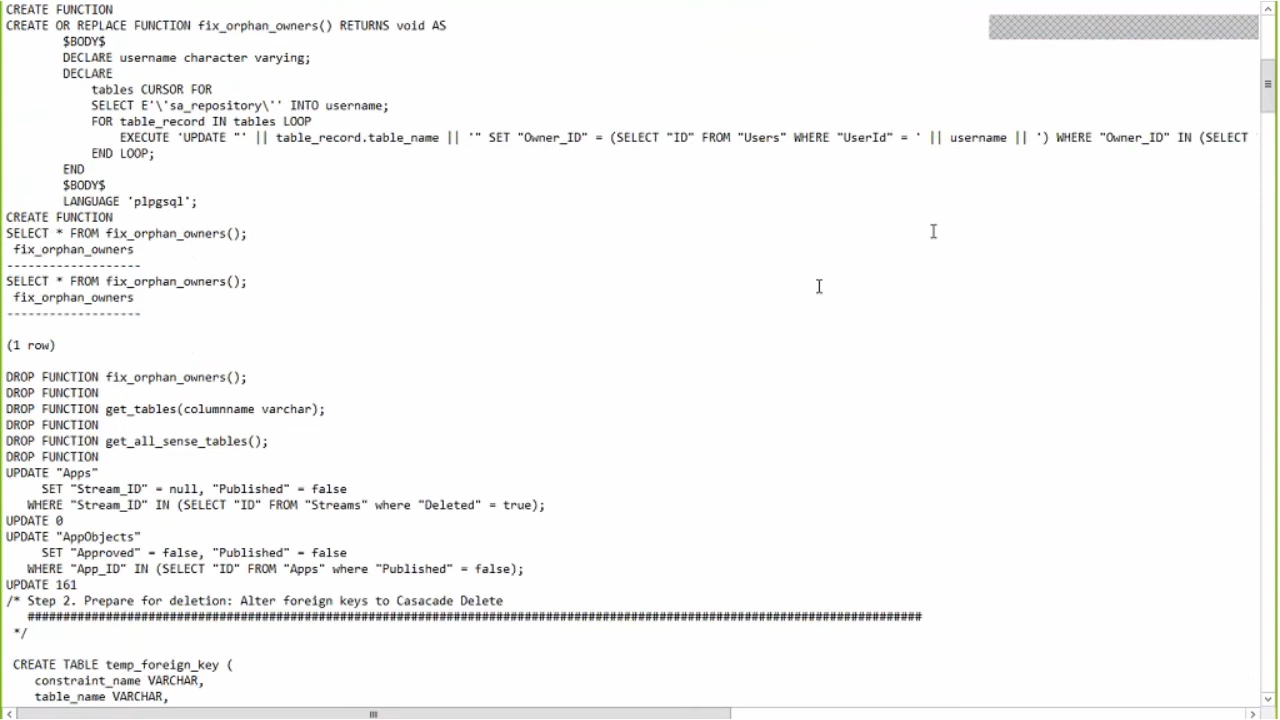 CREATE FUNCTION
CREATE OR REPLACE FUNCTION fix_orphan_owners() RETURNS void AS
$BODY$
DECLARE username character varying;
DECLARE
tables CURSOR FOR
SELECT E'\'sa_repository\'' INTO username;
FOR table_record IN tables LOOP
EXECUTE 'UPDATE "' || table_record.table_name || '" SET "Owner_ID" = (SELECT "ID" FROM "Users" WHERE "UserId" = ' || username || ') WHERE "Owner_ID" IN (SELECT
END LOOP;
END
$BODY$
LANGUAGE 'plpgsql';
CREATE FUNCTION
SELECT * FROM fix_orphan_owners();
fix_orphan_owners
-------------------
SELECT * FROM fix_orphan_owners();
fix_orphan_owners
-------------------
(1 row)
DROP FUNCTION fix_orphan_owners();
DROP FUNCTION
DROP FUNCTION get_tables(columnname varchar);
DROP FUNCTION
DROP FUNCTION get_all_sense_tables();
DROP FUNCTION
UPDATE "Apps"
SET "Stream_ID" = null, "Published" = false
WHERE "Stream_ID" IN (SELECT "ID" FROM "Streams" where "Deleted" = true);
UPDATE 0
UPDATE "AppObjects"
SET "Approved" = false, "Published" = false
WHERE "App_ID" IN (SELECT "ID" FROM "Apps" where "Published" = false);
UPDATE 161
/* Step 2. Prepare for deletion: Alter foreign keys to Casacade Delete
##############################################################################################################################
*/
CREATE TABLE temp_foreign_key (
constraint_name VARCHAR,
table_name VARCHAR,